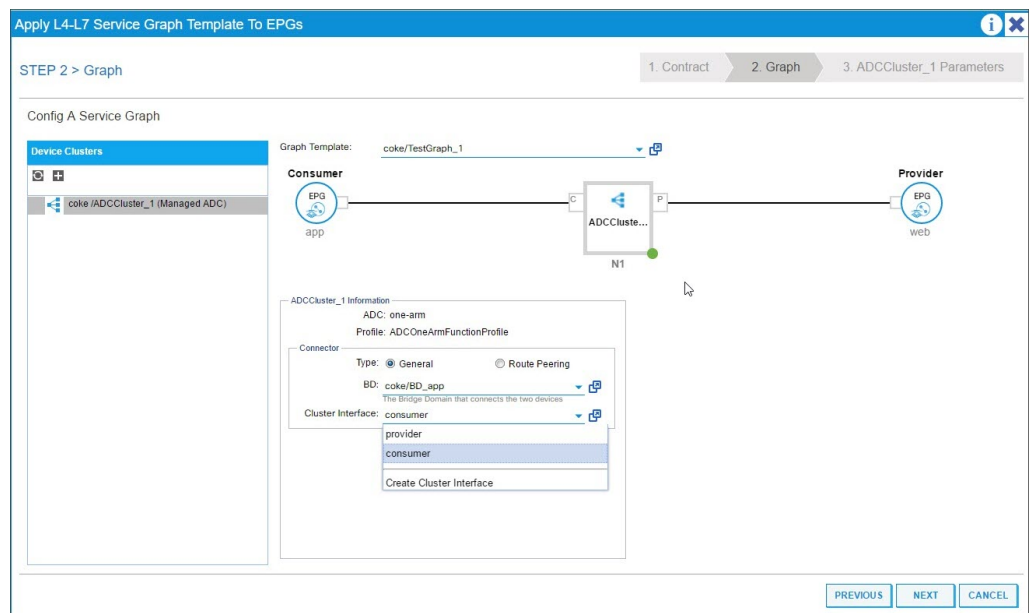 Apply L4-L7 Service Graph Template To EPGs
i
STEP 2 > Graph
1. Contract
2. Graph
3. ADCCluster_1 Parameters
Config A Service Graph
Device Clusters
coke /ADCCluster_1 (Managed ADC)
Graph Template: coke/TestGraph_1
Consumer
Provider
EPG
app
C
ADCCluste...
P
N1
EPG
web
ADCCluster_1 Information
ADC: one-arm
Profile: ADCOneArmFunctionProfile
Connector
Type: General Route Peering
BD: coke/BD_app
The Bridge Domain that connects the two devices
Cluster Interface: consumer
provider
consumer
Create Cluster Interface
PREVIOUS
NEXT
CANCEL